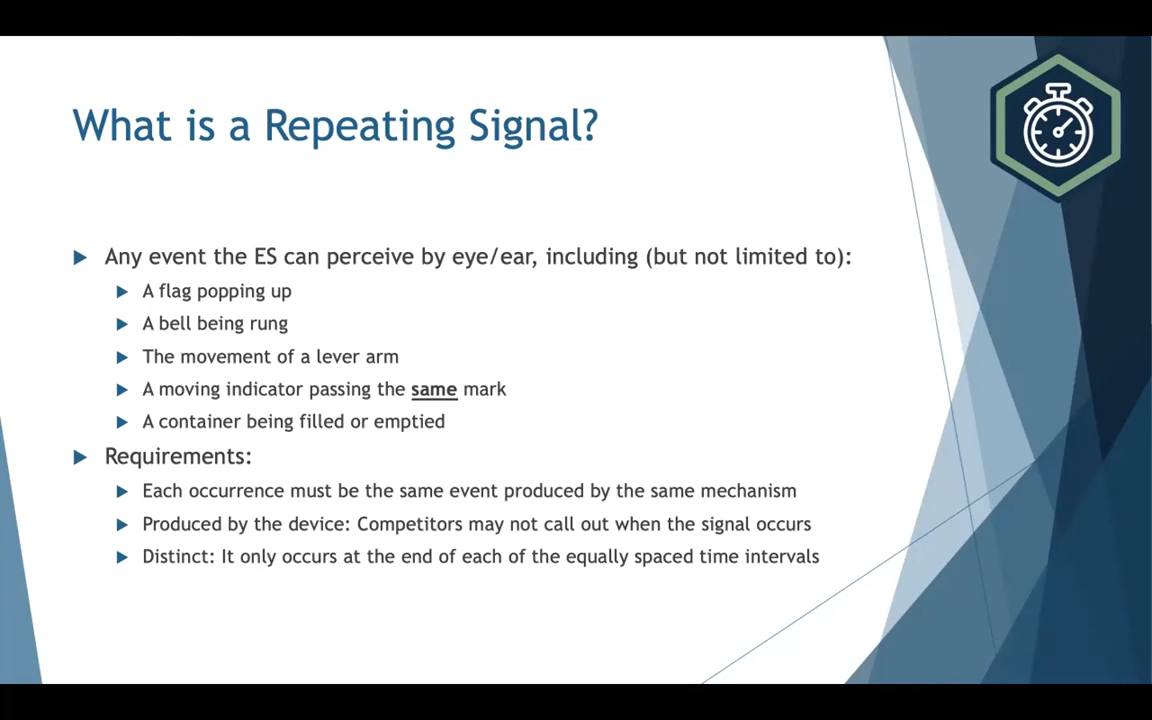 What is a Repeating Signal?
Any event the ES can perceive by eye/ear, including (but not limited to):
A flag popping up
A bell being rung
The movement of a lever arm
A moving indicator passing the same mark
A container being filled or emptied
Requirements:
Each occurrence must be the same event produced by the same mechanism
Produced by the device: Competitors may not call out when the signal occurs
Distinct: It only occurs at the end of each of the equally spaced time intervals